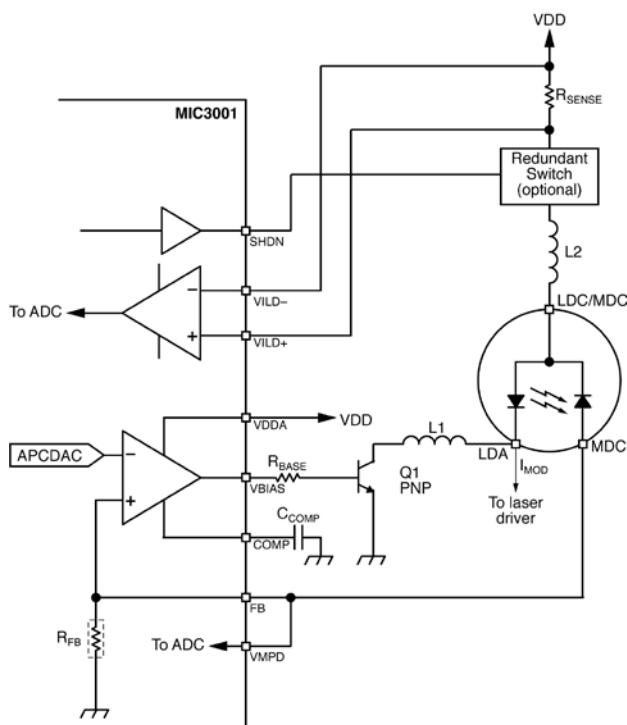 VDD
RSENSE
MIC3001
Redundant
Switch
(optional)
SHDN
L2
LDC/MDC
To ADC
−
VILD−
+
VILD+
VDDA
VDD
APCDAC
−
+
RBASE
VBIAS
L1
Q1
PNP
LDA
IMOD
MDC
To laser
driver
CCOMP
COMP
FB
RFB
To ADC
VMPD